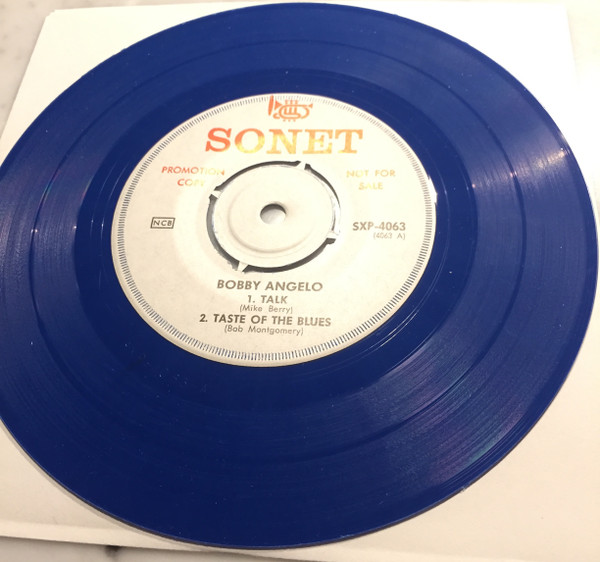 SONET
PROMOTION COPY
NOT FOR SALE
NCB
SXP-4063
(4063 A)
BOBBY ANGELO
1. TALK
(Mike Berry)
2. TASTE OF THE BLUES
(Bob Montgomery)